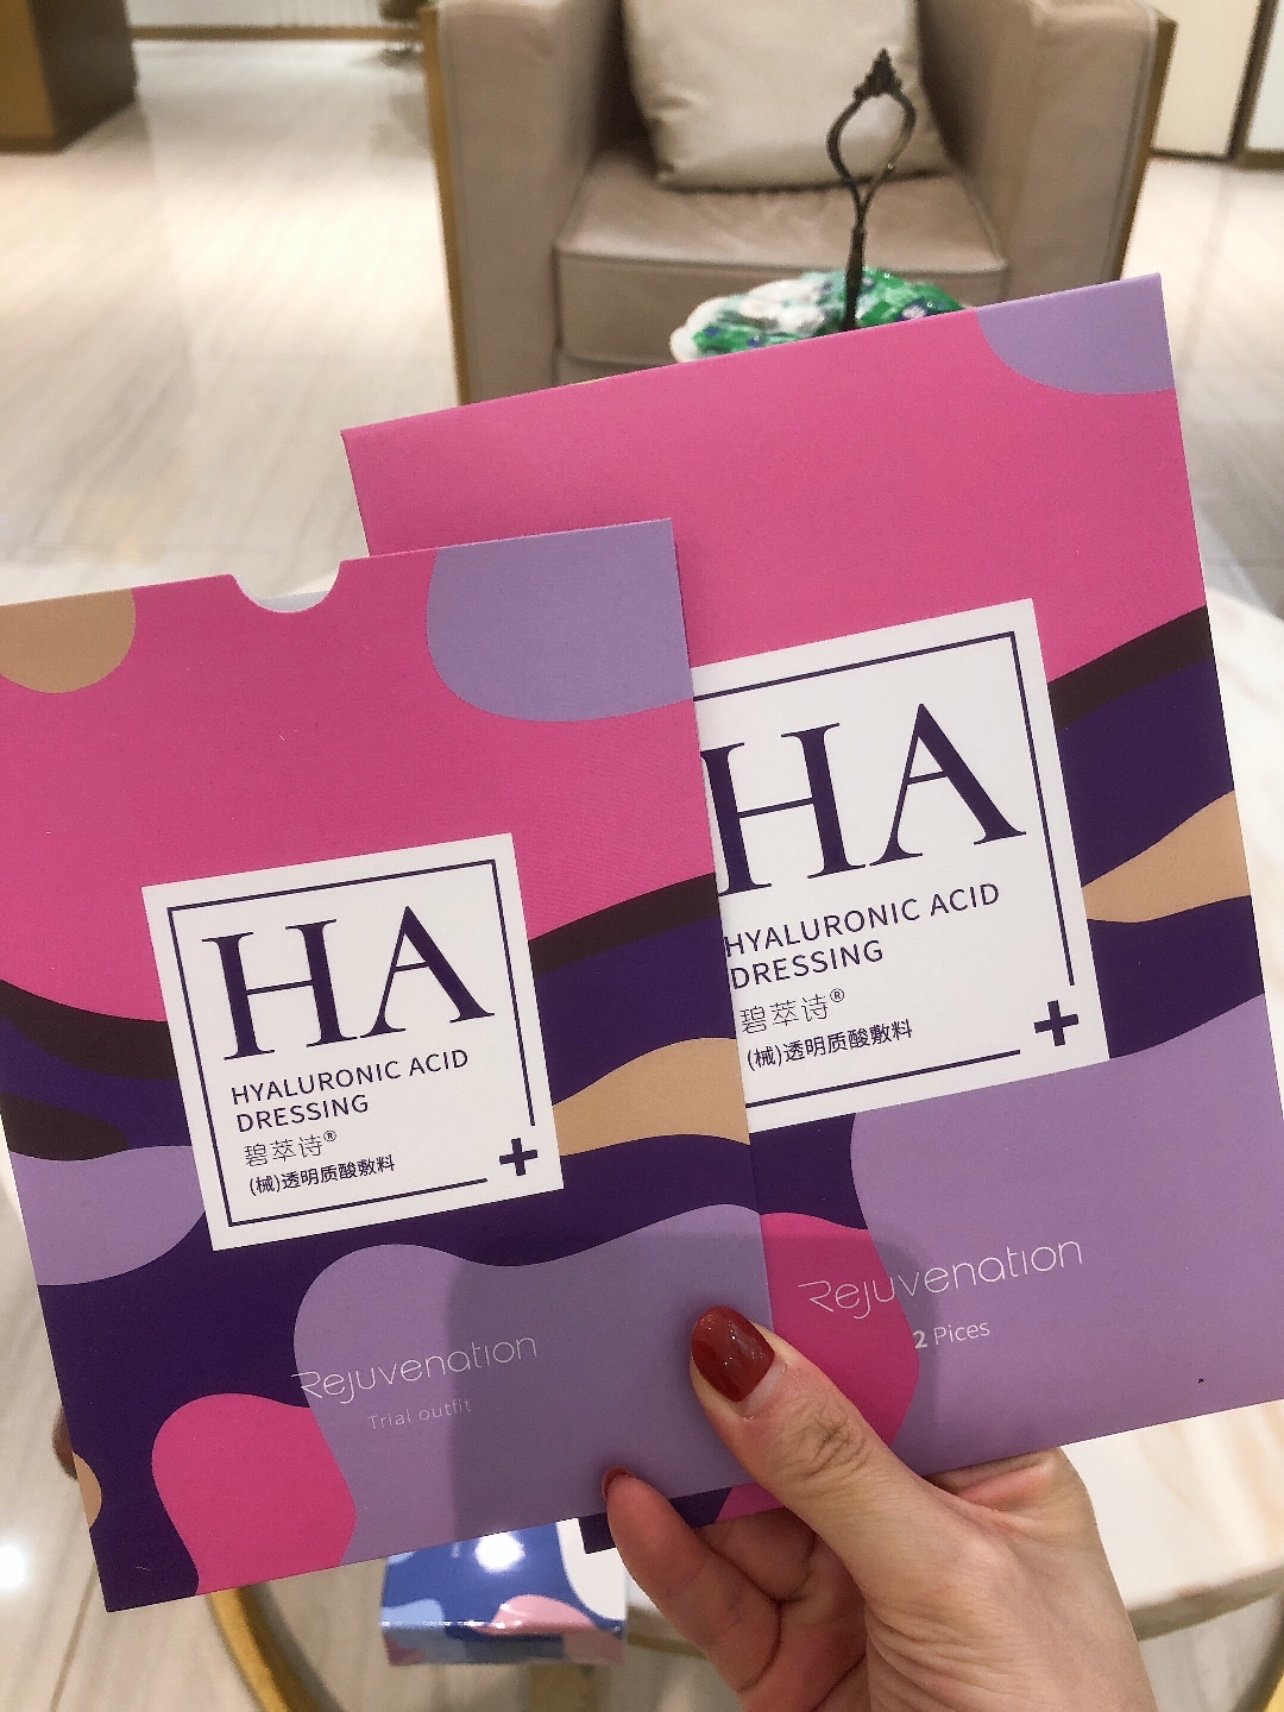 HA
HYALURONIC ACID
DRESSING
碧萃诗®
(械)透明质酸敷料
Rejuvenation
Trial outfit
HA
HYALURONIC ACID
DRESSING
碧萃诗®
(械)透明质酸敷料
Rejuvenation
2 Pices